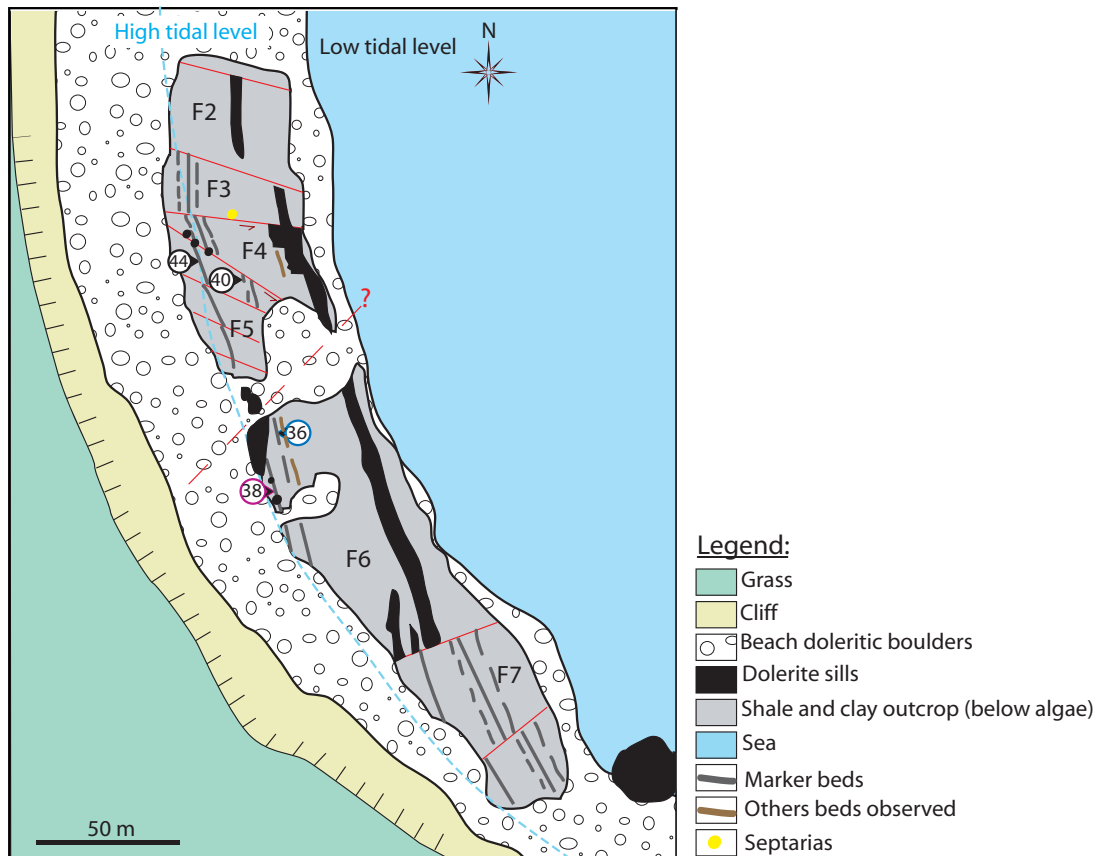 High tidal level
Low tidal level
N
F2
F3
F4
44
40
?
F5
36
38
F6
F7
50 m
Legend:
Grass
Cliff
Beach doleritic boulders
Dolerite sills
Shale and clay outcrop (below algae)
Sea
Marker beds
Others beds observed
Septarias